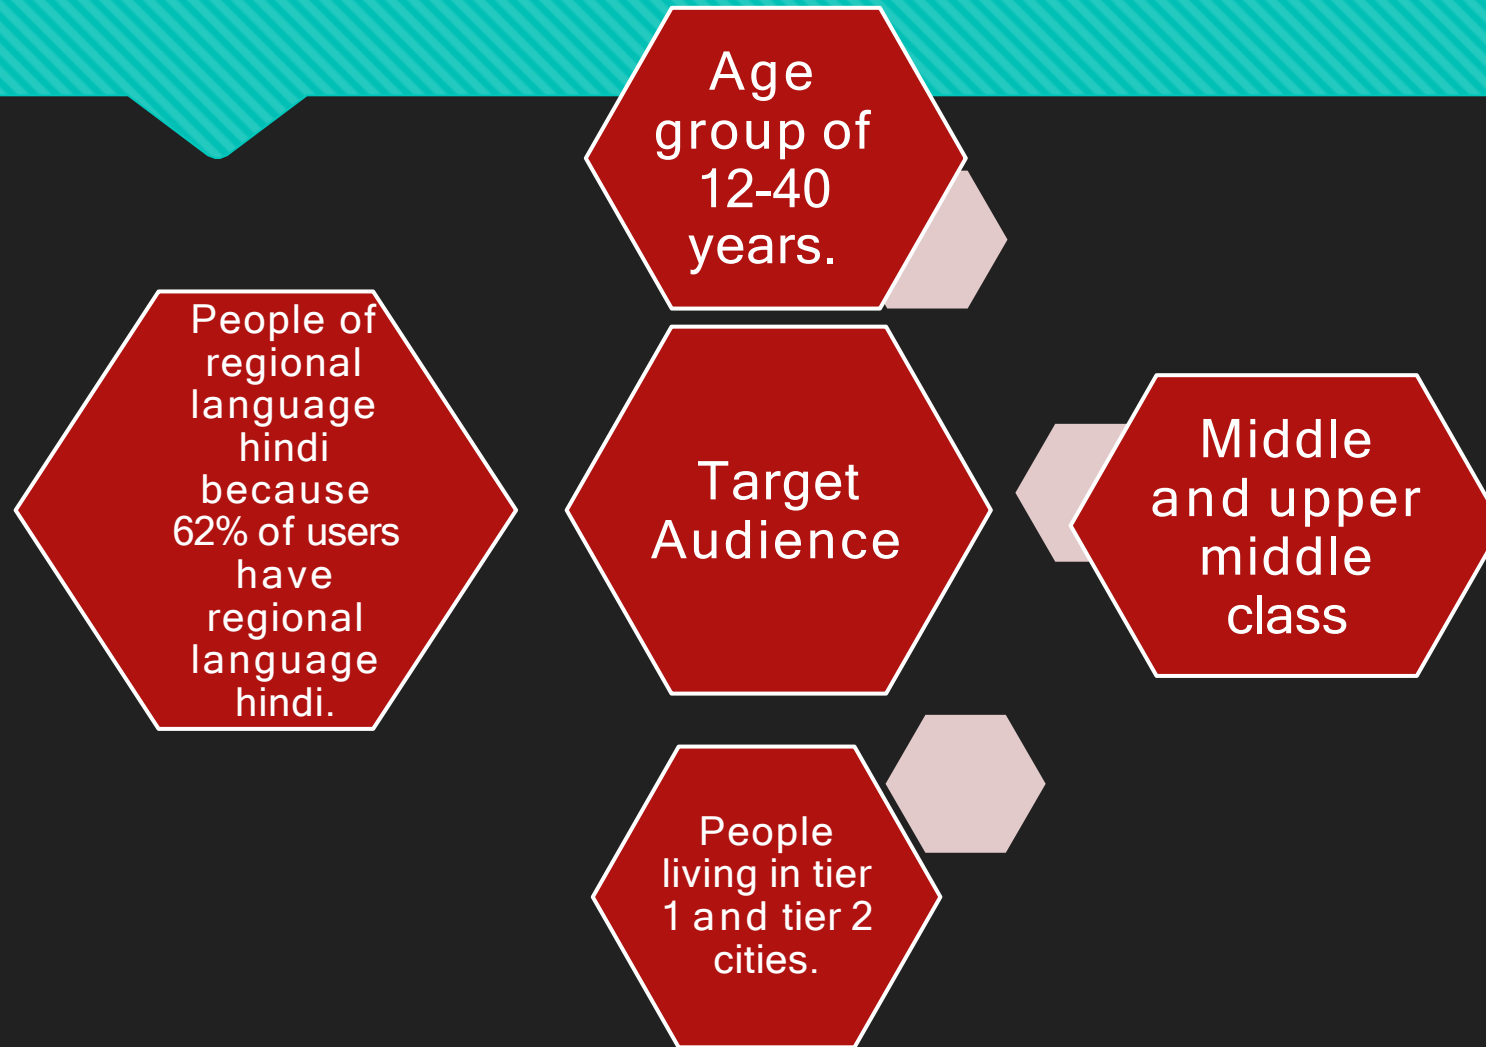 Age
group of
12-40
years.
People of
regional
language
hindi
because
62% of users
have
regional
language
hindi.
Target
Audience
Middle
and upper
middle
class
People
living in tier
1 and tier 2
cities.